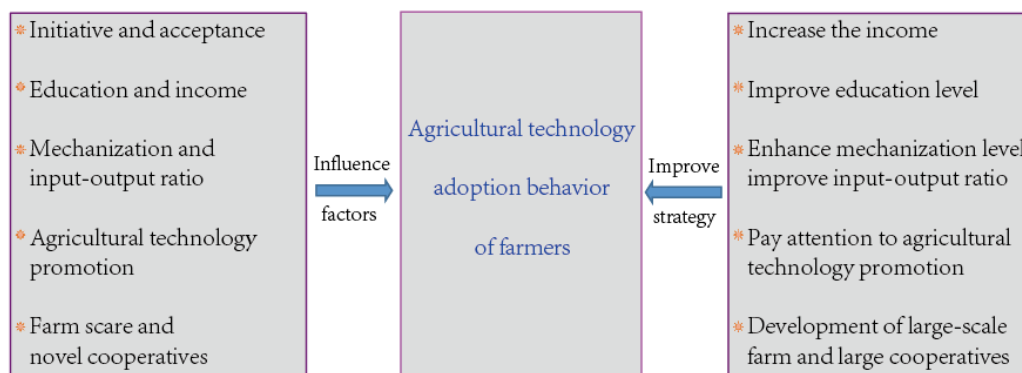 Initiative and acceptance
Education and income
Mechanization and
input-output ratio
Agricultural technology
promotion
Farm scare and
novel cooperatives
Influence
factors
Agricultural technology
adoption behavior
of farmers
Improve
strategy
Increase the income
Improve education level
Enhance mechanization level
improve input-output ratio
Pay attention to agricultural
technology promotion
Development of large-scale
farm and large cooperatives